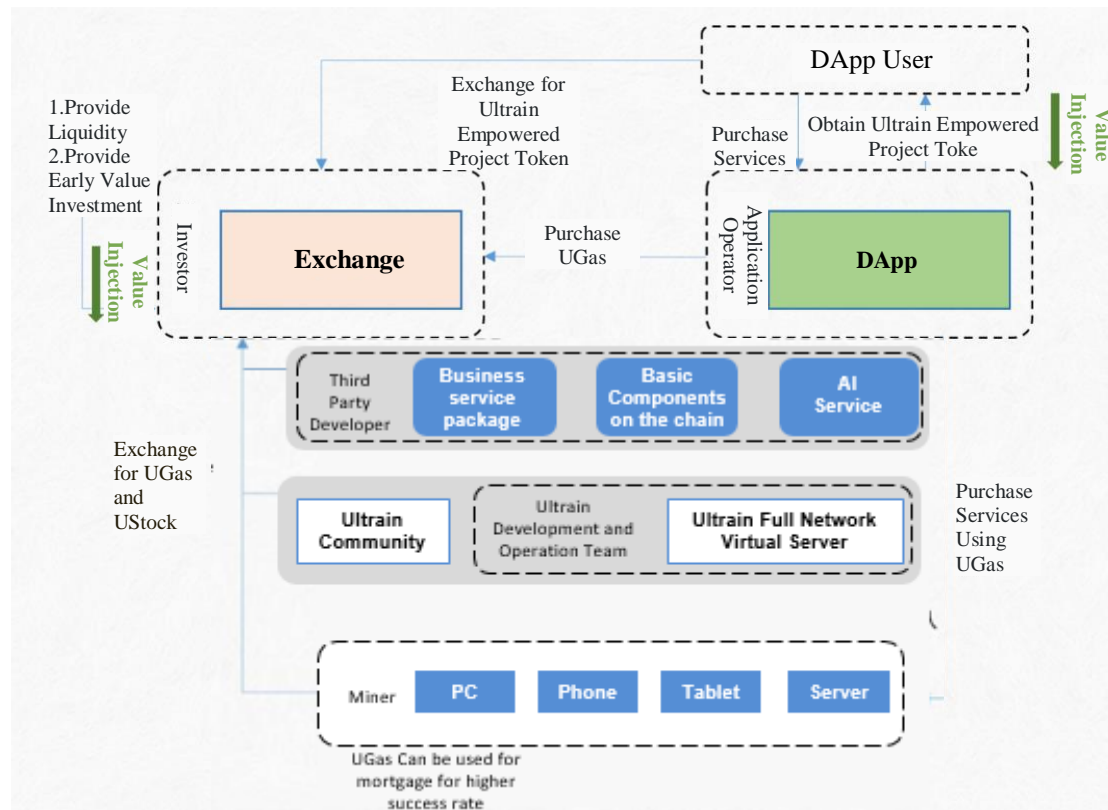 DApp User
1.Provide
Liquidity
2.Provide
Early Value
Investment
Exchange for
Ultrain
Empowered
Project Token
Purchase
Services
Obtain Ultrain Empowered
Project Toke
Value
Injection
Value
Injection
Investor
Exchange
Purchase
UGas
Application
Operator
DApp
Third
Party
Developer
Business
service
package
Basic
Components
on the chain
AI
Service
Exchange
for UGas
and
UStock
Ultrain
Community
Ultrain
Development and
Operation Team
Ultrain Full Network
Virtual Server
Purchase
Services
Using
UGas
Miner
PC
Phone
Tablet
Server
UGas Can be used for
mortgage for higher
success rate